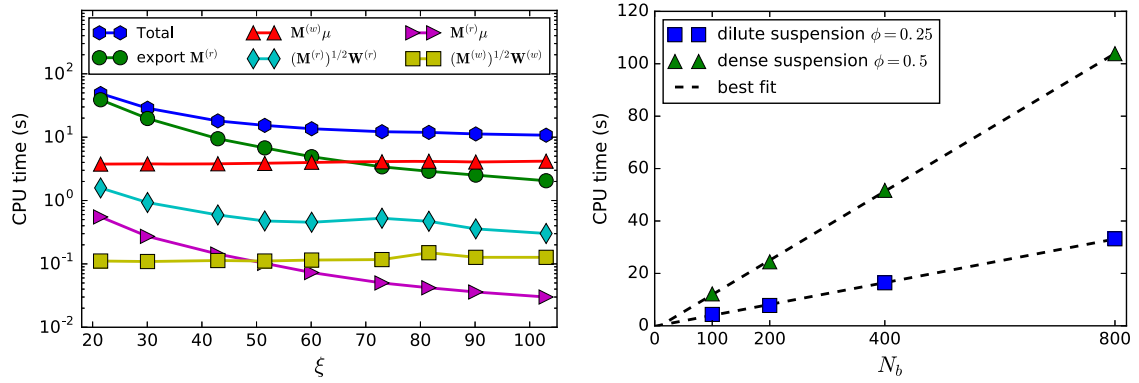 Total
export M^(r)
M^(w)μ
(M^(r))^1/2 W^(r)
M^(r)μ
(M^(w))^1/2 W^(w)
10^2
10^1
10^0
10^-1
10^-2
CPU time (s)
20 30 40 50 60 70 80 90 100
ξ
dilute suspension ϕ=0.25
dense suspension ϕ=0.5
best fit
120
100
80
60
40
20
0
CPU time (s)
0 100 200 400 800
N_b